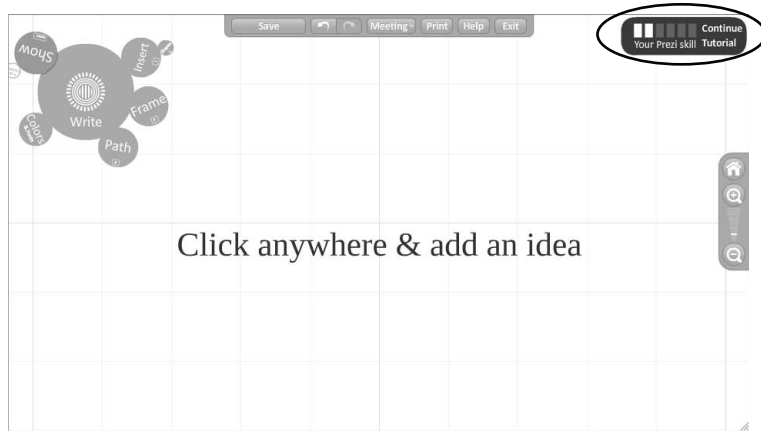 Save Meeting Print Help Exit
Continue
Your Prezi skill Tutorial
Show
Insert
Frame
Write
Colors
Path
Click anywhere & add an idea